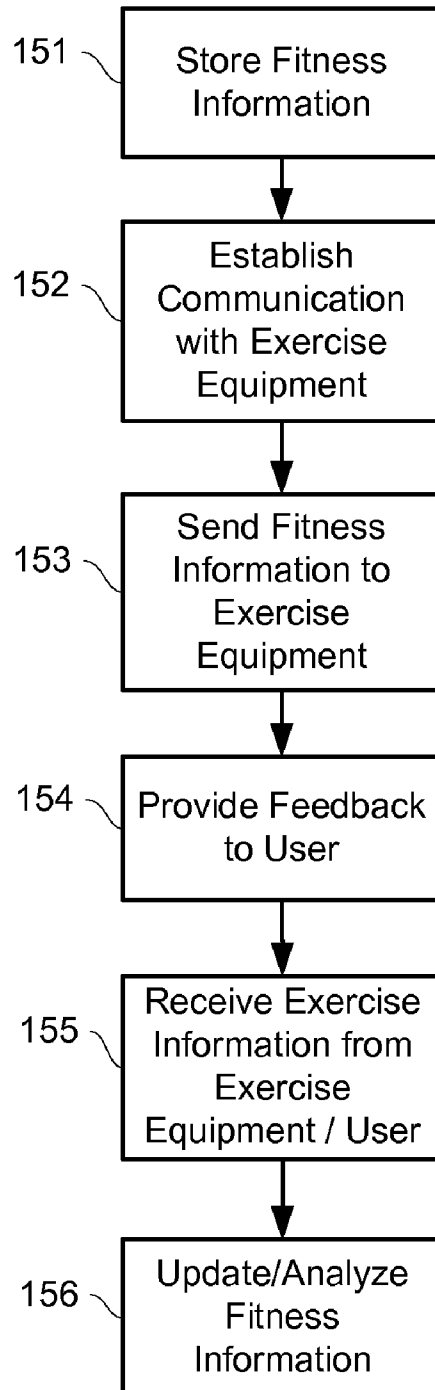 151
Store Fitness
Information
152
Establish
Communication
with Exercise
Equipment
153
Send Fitness
Information to
Exercise
Equipment
154
Provide Feedback
to User
155
Receive Exercise
Information from
Exercise
Equipment / User
156
Update/Analyze
Fitness
Information